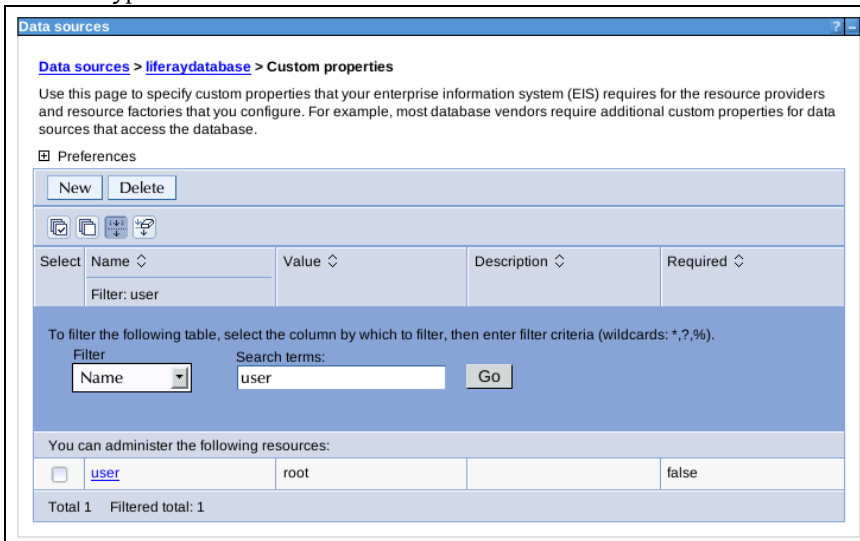 Data sources ? –
Data sources > liferaydatabase > Custom properties
Use this page to specify custom properties that your enterprise information system (EIS) requires for the resource providers
and resource factories that you configure. For example, most database vendors require additional custom properties for data
sources that access the database.
Preferences
New Delete
Select Name Value Description Required
Filter: user
To filter the following table, select the column by which to filter, then enter filter criteria (wildcards: *,?,%).
Filter Search terms:
Name user Go
You can administer the following resources:
user root false
Total 1 Filtered total: 1